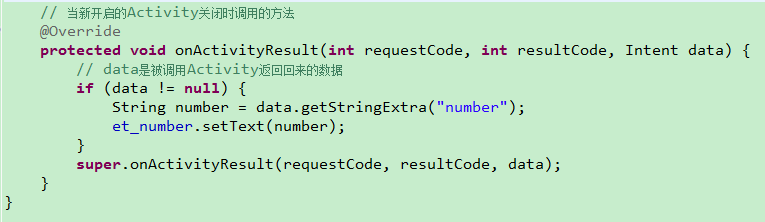 // 当新开启的Activity关闭时调用的方法
@Override
protected void onActivityResult(int requestCode, int resultCode, Intent data) {
// data是被调用Activity返回回来的数据
if (data != null) {
String number = data.getStringExtra("number");
et_number.setText(number);
}
super.onActivityResult(requestCode, resultCode, data);
}
}